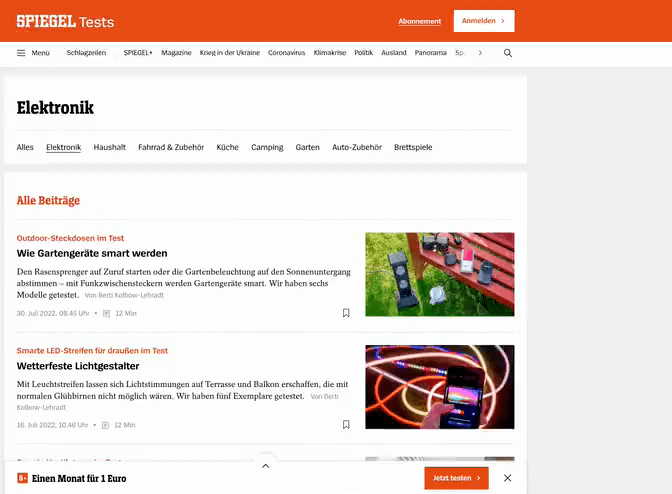 SPIEGEL Tests
Abonnement
Anmelden
Menü
Schlagzeilen
SPIEGEL+
Magazine
Krieg in der Ukraine
Coronavirus
Klimakrise
Politik
Ausland
Panorama
Elektronik
Alles
Elektronik
Haushalt
Fahrrad & Zubehör
Küche
Camping
Garten
Auto-Zubehör
Brettspiele
Alle Beiträge
Outdoor-Steckdosen im Test
Wie Gartengeräte smart werden
Den Rasensprenger auf Zuruf starten oder die Gartenbeleuchtung auf den Sonnenuntergang
abstimmen – mit Funkzwischensteckern werden Gartengeräte smart. Wir haben sechs
Modelle getestet. Von Berti Kolbow-Lehradt
30. Juli 2022, 08.45 Uhr • 12 Min
Smarte LED-Streifen für draußen im Test
Wetterfeste Lichtgestalter
Mit Leuchtstreifen lassen sich Lichtstimmungen auf Terrasse und Balkon erschaffen, die mit
normalen Glühbirnen nicht möglich wären. Wir haben fünf Exemplare getestet. Von Berti
Kolbow-Lehradt
16. Juli 2022, 10.46 Uhr • 12 Min
S+ Einen Monat für 1 Euro
Jetzt testen